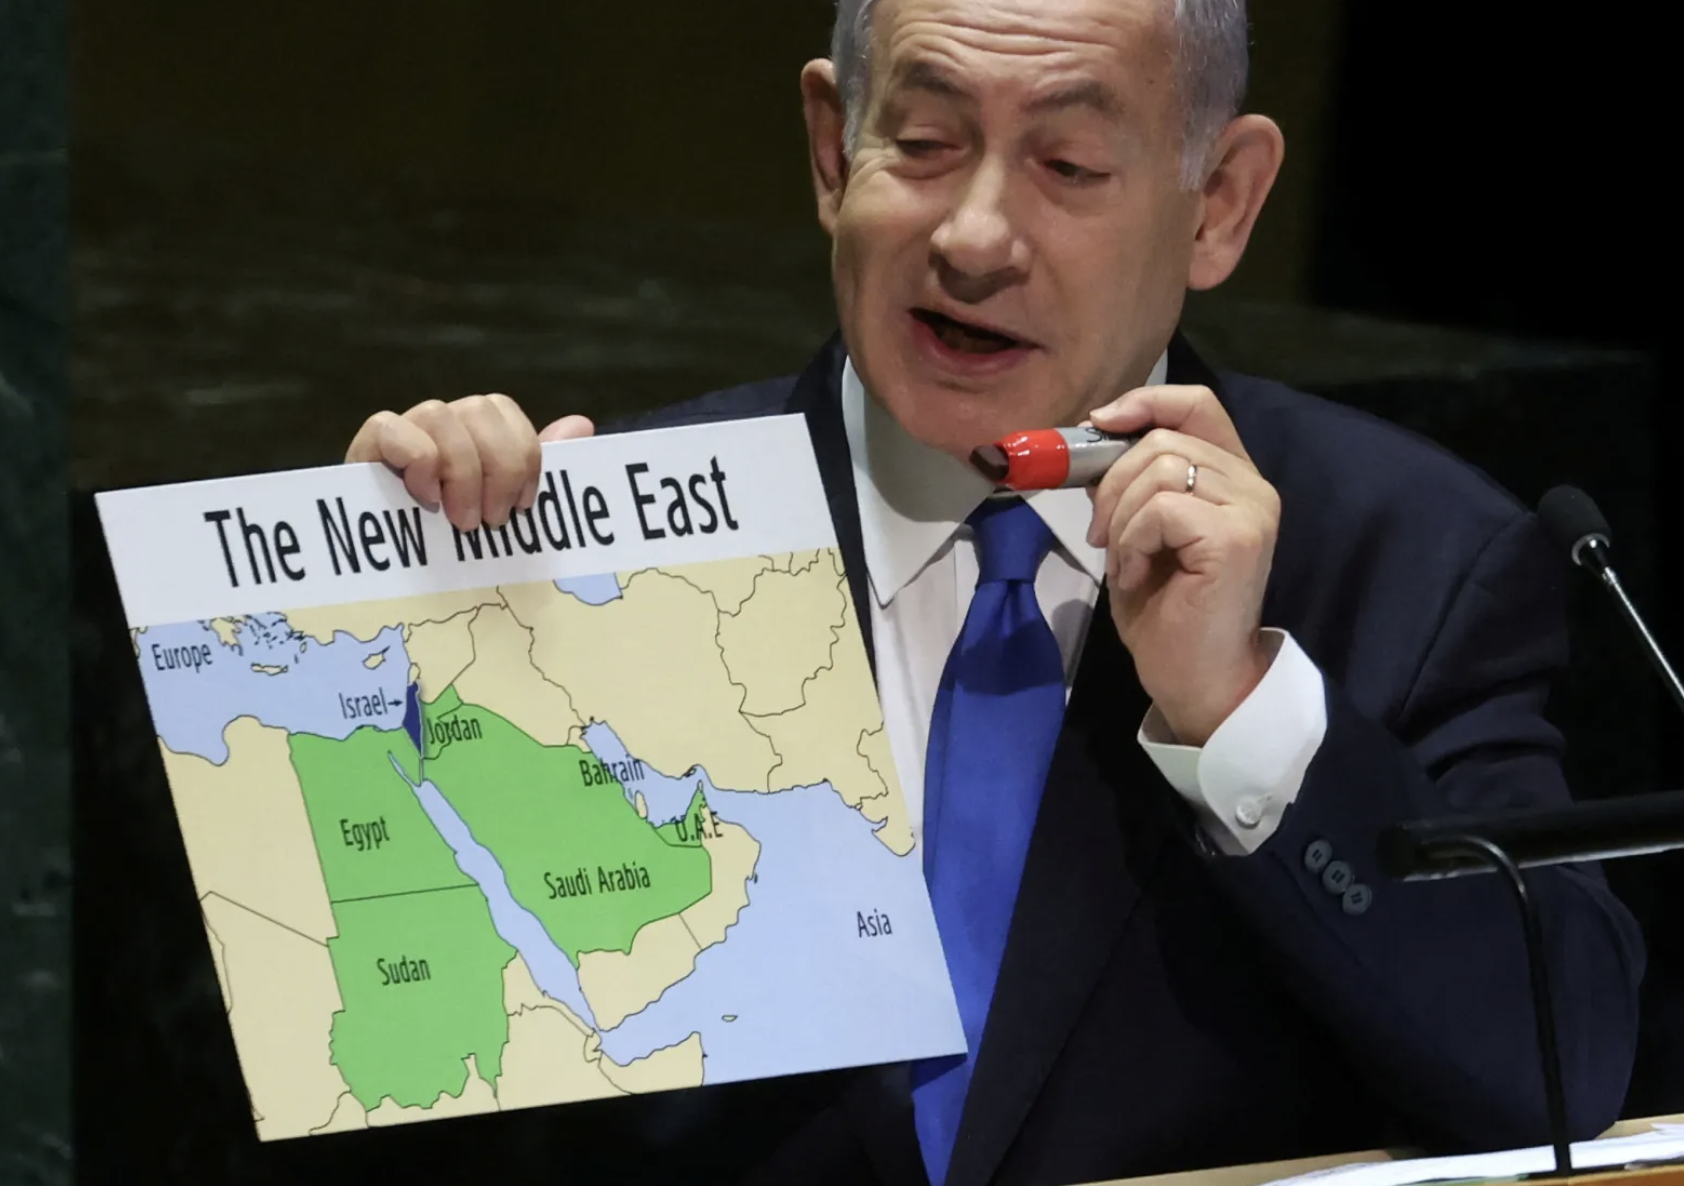 The New Middle East
Europe
Israel
Jordan
Bahrain
U.A.E
Egypt
Saudi Arabia
Asia
Sudan